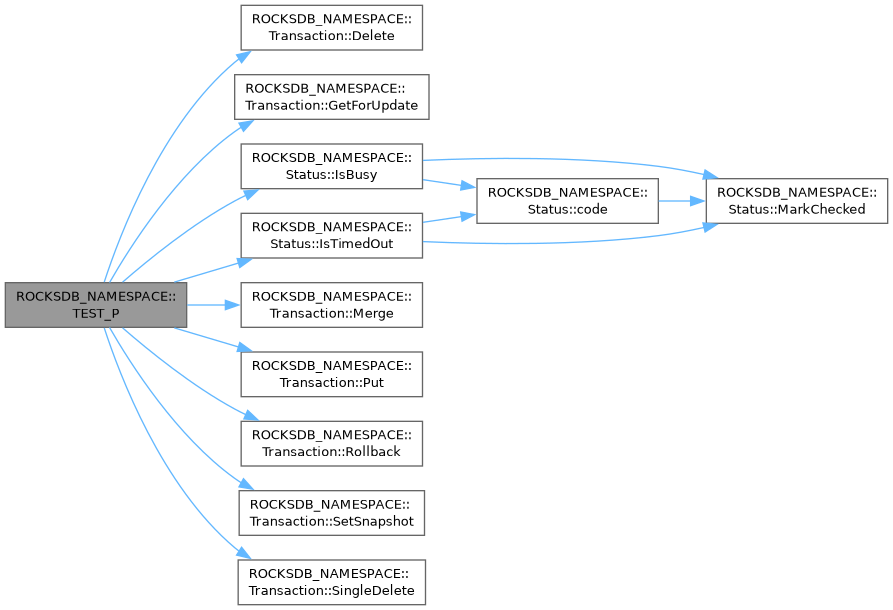 ROCKSDB_NAMESPACE::
Transaction::Delete
ROCKSDB_NAMESPACE::
Transaction::GetForUpdate
ROCKSDB_NAMESPACE::
Status::IsBusy
ROCKSDB_NAMESPACE::
Status::code
ROCKSDB_NAMESPACE::
Status::MarkChecked
ROCKSDB_NAMESPACE::
Status::IsTimedOut
ROCKSDB_NAMESPACE::
TEST_P
ROCKSDB_NAMESPACE::
Transaction::Merge
ROCKSDB_NAMESPACE::
Transaction::Put
ROCKSDB_NAMESPACE::
Transaction::Rollback
ROCKSDB_NAMESPACE::
Transaction::SetSnapshot
ROCKSDB_NAMESPACE::
Transaction::SingleDelete